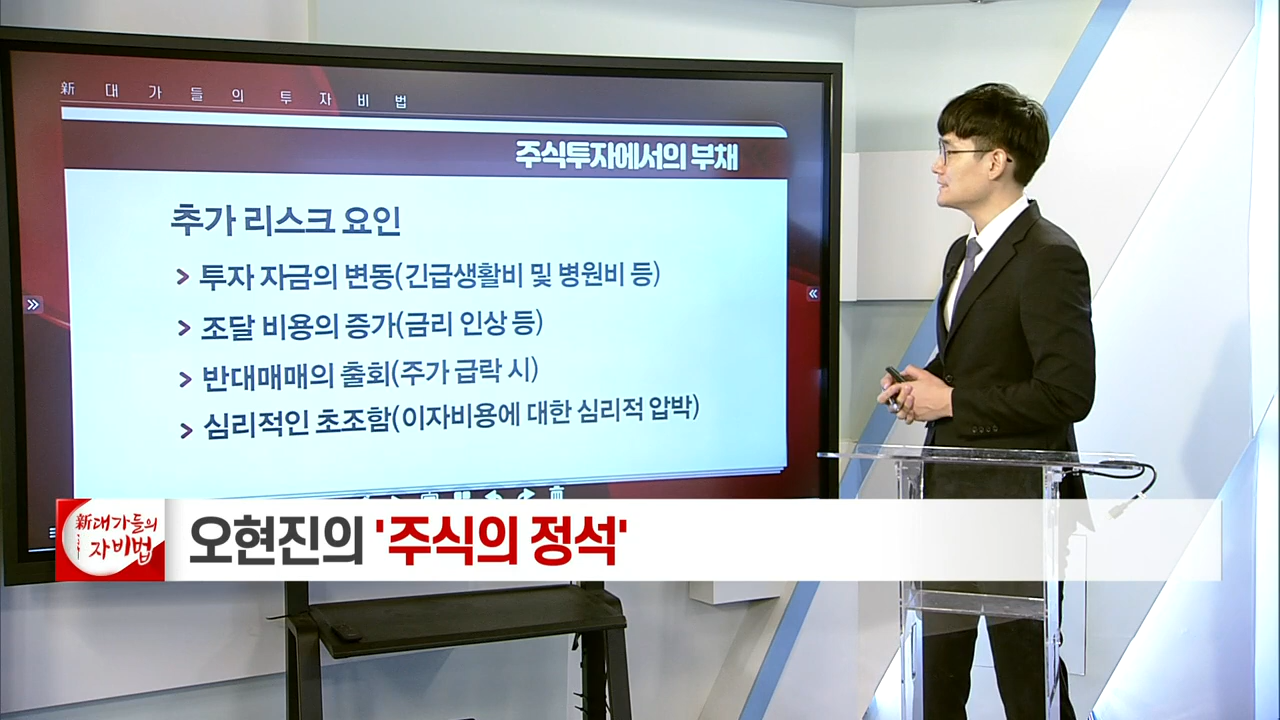 新 대 가 들 의 투 자 비 법
주식투자에서의 부채
추가 리스크 요인
> 투자 자금의 변동(긴급생활비 및 병원비 등)
> 조달 비용의 증가(금리 인상 등)
> 반대매매의 출회(주가 급락 시)
> 심리적인 초조함(이자비용에 대한 심리적 압박)
新대가들의
자비법
오현진의 '주식의 정석'